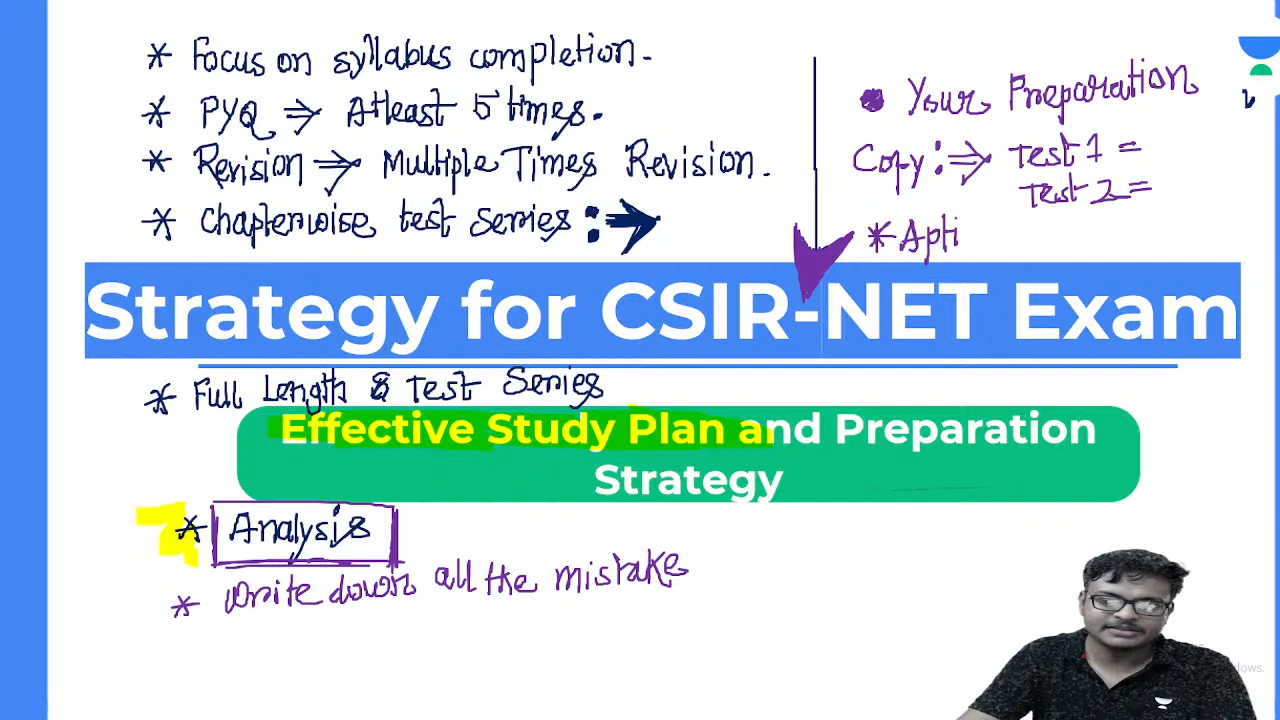 * Focus on syllabus completion.
* PYQ ⇒ Atleast 5 times.
* Revision ⇒ Multiple Times Revision.
* Chapterwise test series :→
• Your Preparation
Copy :⇒ Test 1 =
Test 2 =
* Apti
Strategy for CSIR-NET Exam
* Full Length & Test Series
Effective Study Plan and Preparation
Strategy
* Analysis
* Write down all the mistake
dows.